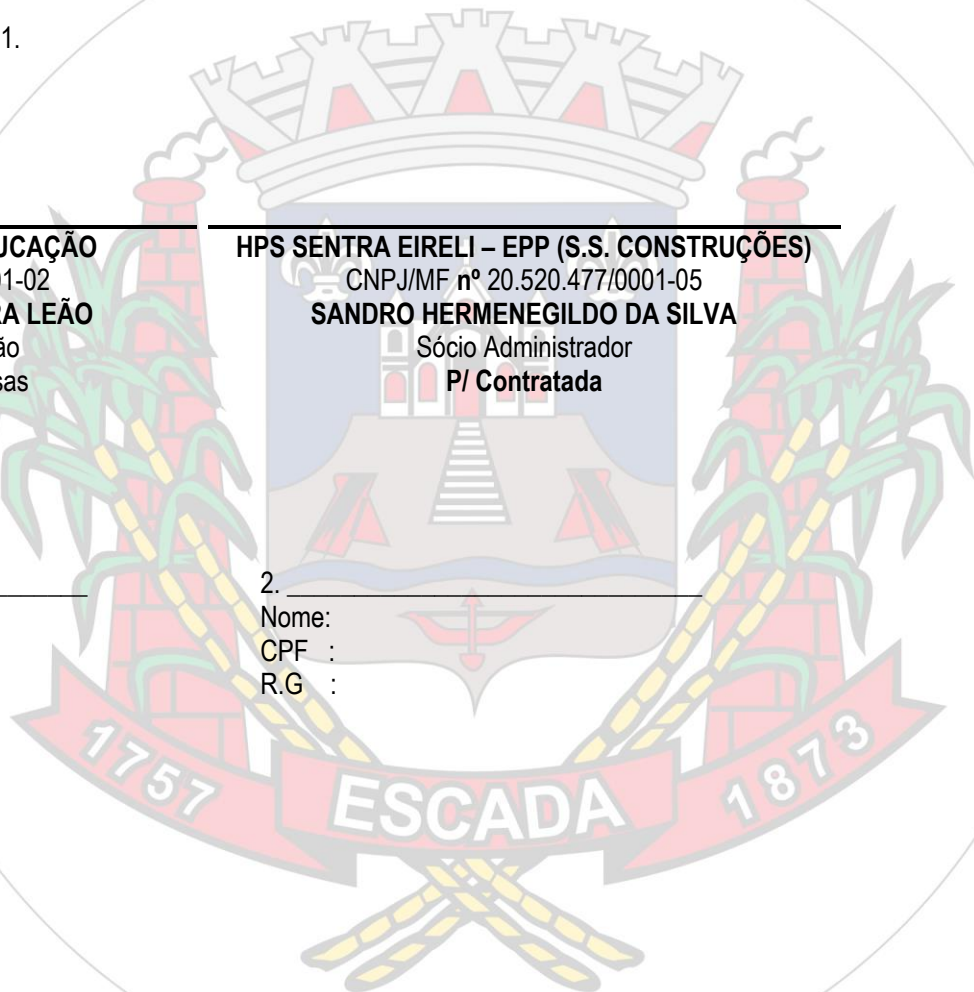 1.
UCAÇÃO
01-02
RA LEÃO
ão
sas
HPS SENTRA EIRELI – EPP (S.S. CONSTRUÇÕES)
CNPJ/MF nº 20.520.477/0001-05
SANDRO HERMENEGILDO DA SILVA
Sócio Administrador
P/ Contratada
2. _______________________________
Nome:
CPF :
R.G :
1757 ESCADA 1873